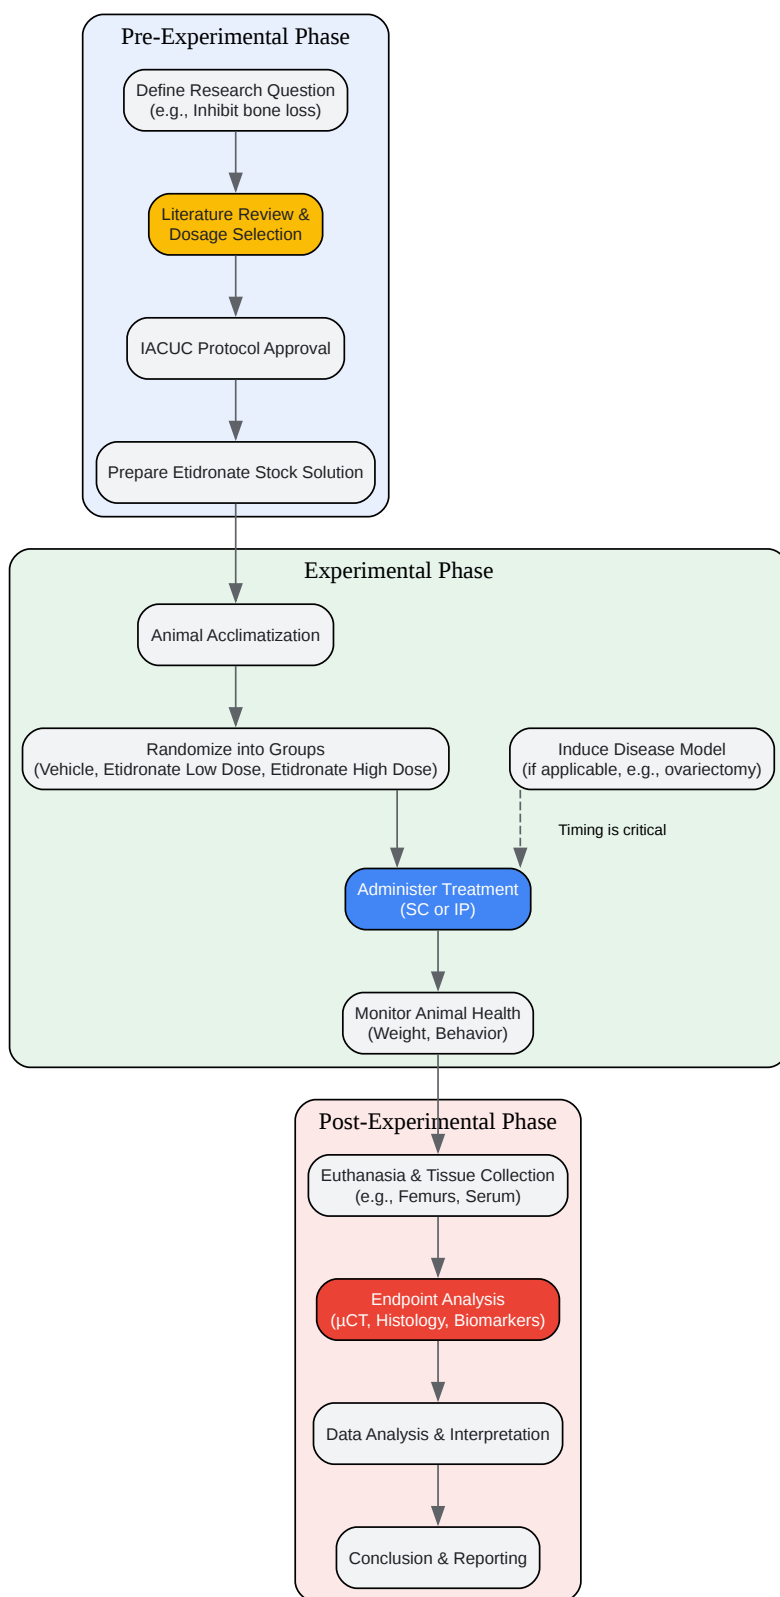 Pre-Experimental Phase
Define Research Question
(e.g., Inhibit bone loss)
Literature Review &
Dosage Selection
IACUC Protocol Approval
Prepare Etidronate Stock Solution
Experimental Phase
Animal Acclimatization
Randomize into Groups
(Vehicle, Etidronate Low Dose, Etidronate High Dose)
Induce Disease Model
(if applicable, e.g., ovariectomy)
Timing is critical
Administer Treatment
(SC or IP)
Monitor Animal Health
(Weight, Behavior)
Post-Experimental Phase
Euthanasia & Tissue Collection
(e.g., Femurs, Serum)
Endpoint Analysis
(µCT, Histology, Biomarkers)
Data Analysis & Interpretation
Conclusion & Reporting